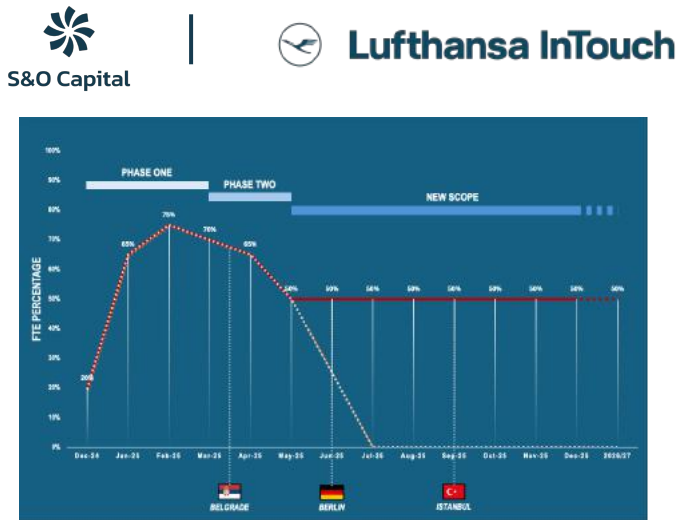 S&O Capital
Lufthansa InTouch
100%
90%
80%
70%
60%
50%
40%
30%
20%
10%
0%
FTE PERCENTAGE
PHASE ONE
PHASE TWO
NEW SCOPE
20%
65%
75%
70%
65%
50%
50%
50%
50%
50%
50%
50%
50%
50%
Dec-24
Jan-25
Feb-25
Mar-25
Apr-25
May-25
Jun-25
Jul-25
Aug-25
Sep-25
Oct-25
Nov-25
Dec-25
2026/27
BELGRADE
BERLIN
ISTANBUL